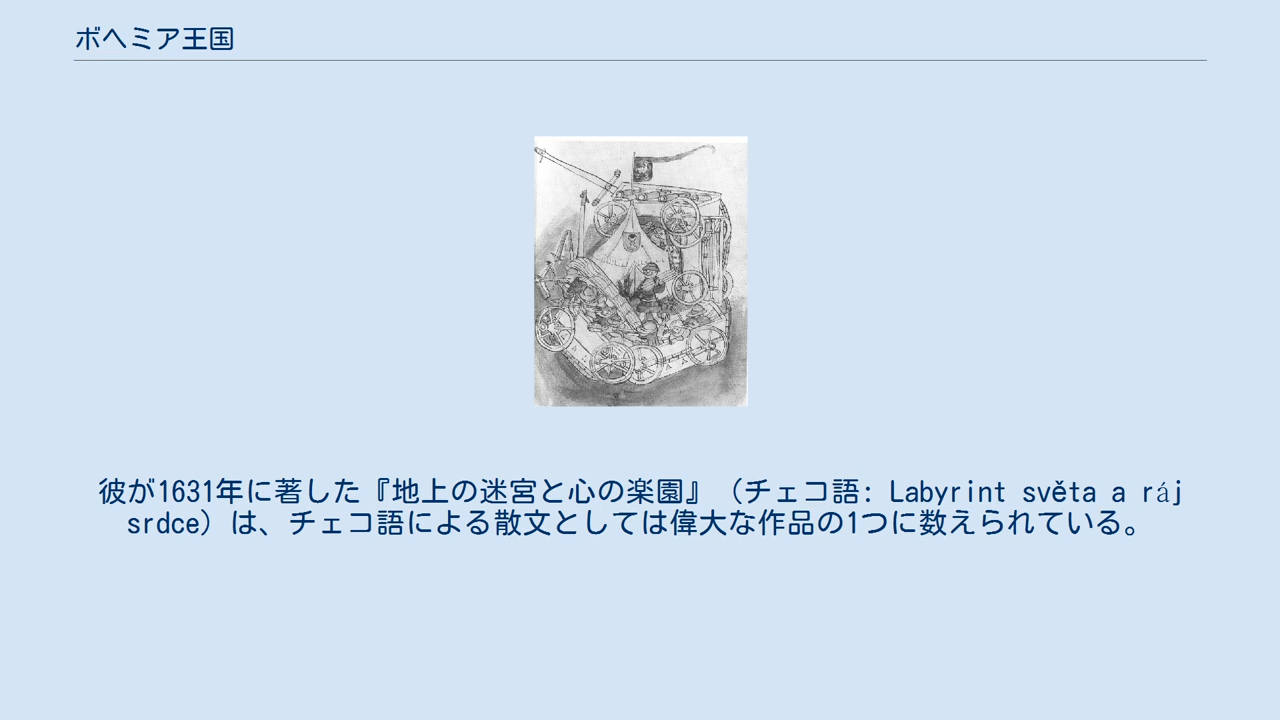 ボヘミア王国
彼が1631年に著した『地上の迷宮と心の楽園』（チェコ語: Labyrint světa a ráj
srdce）は、チェコ語による散文としては偉大な作品の1つに数えられている。